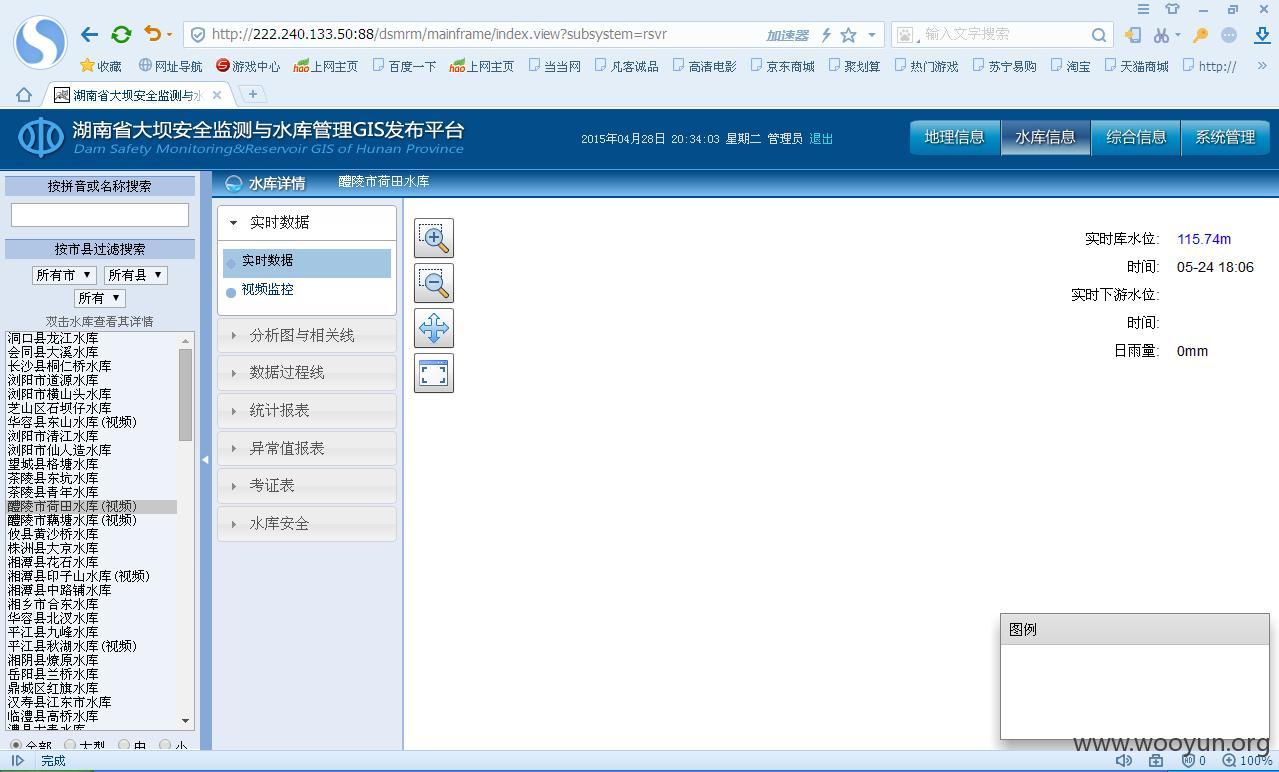 http://222.240.133.50:88/dsmrm/mainframe/index.view?subsystem=rsvr
加速器
输入文字搜索
收藏 网址导航 游戏中心 上网主页 百度一下 上网主页 当当网 凡客诚品 高清电影 京东商城 聚划算 热门游戏 苏宁易购 淘宝 天猫商城 http://
湖南省大坝安全监测与水
湖南省大坝安全监测与水库管理GIS发布平台
Dam Safety Monitoring&Reservoir GIS of Hunan Province
2015年04月28日 20:34:03 星期二 管理员 退出
地理信息 水库信息 综合信息 系统管理
按拼音或名称搜索
按市县过滤搜索
所有市 所有县
所有
双击水库查看其详情
洞口县龙江水库
会同县大溪水库
长沙县桐仁桥水库
浏阳市道源水库
浏阳市横山头水库
芝山区石坝仔水库
华容县东山水库(视频)
浏阳市清江水库
浏阳市仙人造水库
望城县格塘水库
茶陵县东坑水库
茶陵县青年水库
醴陵市荷田水库(视频)
醴陵市藕塘水库(视频)
攸县黄沙桥水库
株洲县大京水库
湘潭县花石水库
湘潭县印子山水库(视频)
湘潭县中路铺水库
湘乡市合东水库
华容县北汊水库
平江县九峰水库
平江县秋湖水库(视频)
湘阴县燎原水库
岳阳县兰桥水库
鼎城区红旗水库
汉寿县江东市水库
临澧县高桥水库
全部 大型 中 小
水库详情 醴陵市荷田水库
实时数据
实时数据
视频监控
分析图与相关线
数据过程线
统计报表
异常值报表
考证表
水库安全
实时库水位: 115.74m
时间: 05-24 18:06
实时下游水位:
时间:
日雨量: 0mm
图例
www.wooyun.org
完成
0
100%